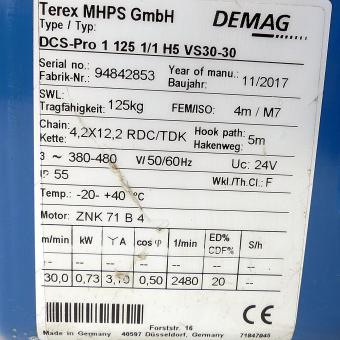 Terex MHPS GmbH
DEMAG
Type / Typ:
DCS-Pro 1 125 1/1 H5 VS30-30
Serial no.: Year of manu.:
Fabrik-Nr.: 94842853 Baujahr: 11/2017
SWL: FEM/ISO: 4m / M7
Tragfähigkeit: 125kg
Chain: Hook path:
Kette: 4,2X12,2 RDC/TDK Hakenweg: 5m
3 ~ 380-480 V/50/60Hz Uc: 24V
IP 55 Wkl./Th.Cl.: F
Temp.: -20- +40°C
Motor: ZNK 71 B 4
m/min kW Y A cos φ 1/min ED% CDF% S/h
-- -- -- -- -- -- --
30,0 0,73 3,10 0,50 2480 20 --
CE
Forststr. 16
Made in Germany 40597 Düsseldorf, Germany 71847045